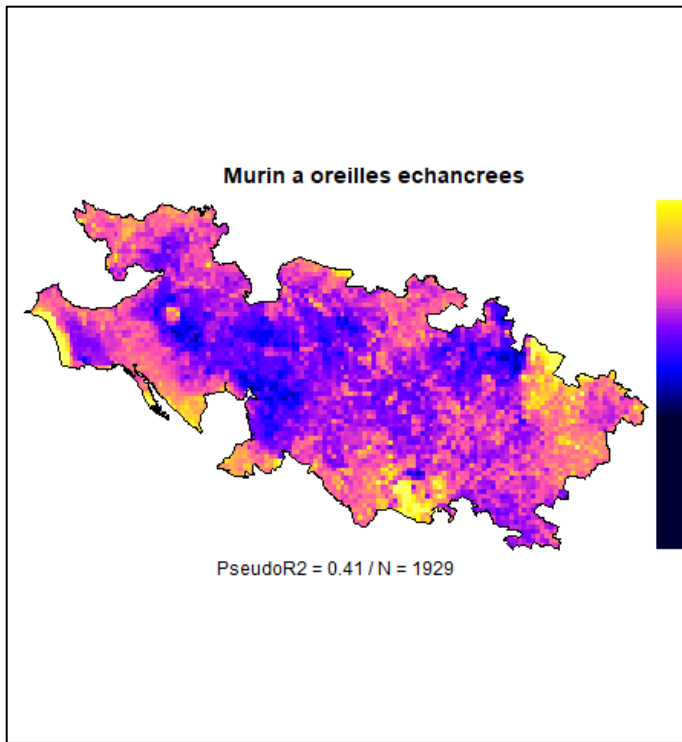 Murin a oreilles echancrees
PseudoR2 = 0.41 / N = 1929